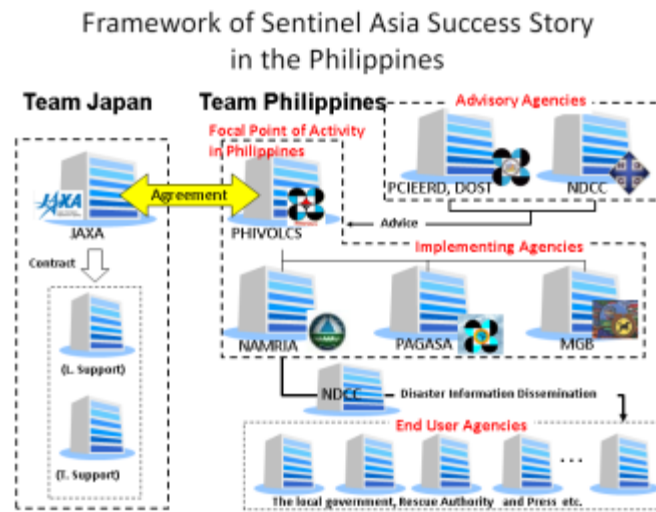 Framework of Sentinel Asia Success Story
in the Philippines
Team Japan
Team Philippines
Advisory Agencies
Focal Point of Activity
in Philippines
JAXA
Agreement
PCIEERD, DOST
NDCC
JAXA
PHIVOLCS
Advice
Contract
Implementing Agencies
NAMRIA
PAGASA
MGB
(L. Support)
NDCC
Disaster Information Dissemination
End User Agencies
(T. Support)
The local government, Rescue Authority and Press etc.